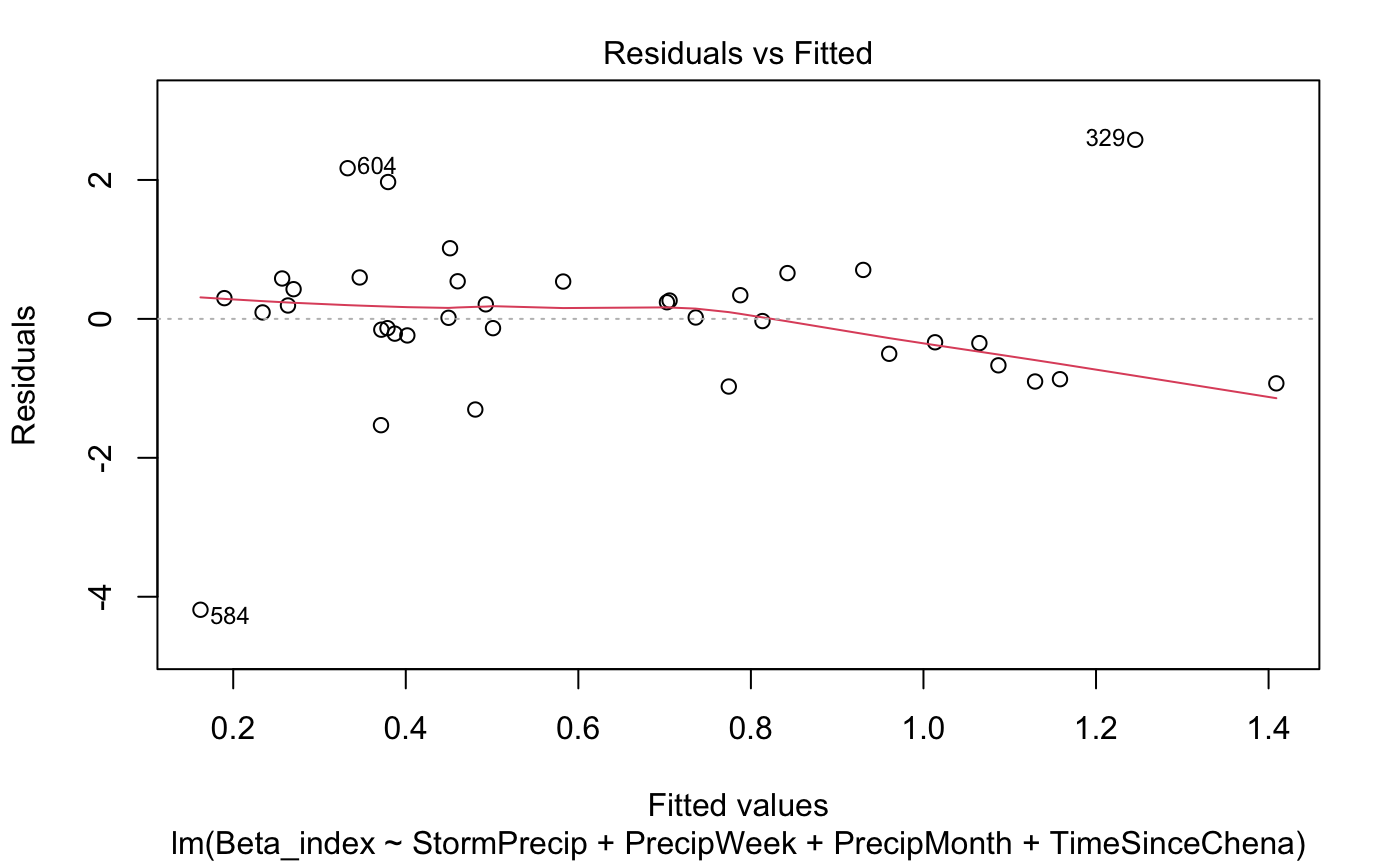 Residuals vs Fitted
329
604
2
0
-2
-4
Residuals
584
0.2 0.4 0.6 0.8 1.0 1.2 1.4
Fitted values
lm(Beta_index ~ StormPrecip + PrecipWeek + PrecipMonth + TimeSinceChena)